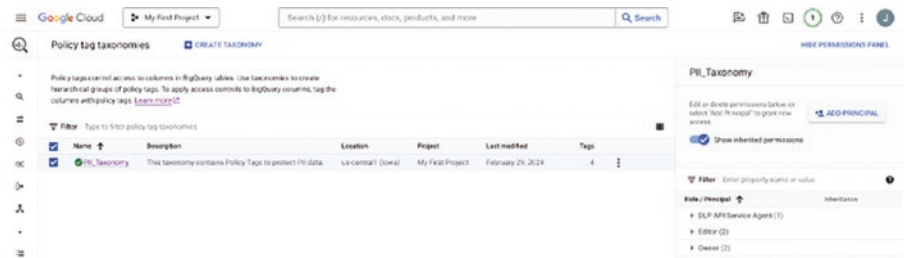 Google Cloud
My First Project
Search (/) for resources, docs, products, and more
Search
1
J
Policy tag taxonomies
CREATE TAXONOMY
HIDE PERMISSIONS PANEL
Policy tags control access to columns in BigQuery tables. Use taxonomies to create
hierarchical groups of policy tags. To apply access controls to BigQuery columns, tag the
columns with policy tags. Learn more
Filter Type to filter policy tag taxonomies
Name Description Location Project Last modified Tags
PII_Taxonomy This taxonomy contains Policy Tags to protect PII data. us-central1 (Iowa) My First Project February 29, 2024 4
PII_Taxonomy
Edit or delete permissions below, or
select "Add Principal" to grant new
access
ADD PRINCIPAL
Show inherited permissions
Filter Enter property name or value
Role / Principal Inheritance
DLP API Service Agent (1)
Editor (2)
Owner (2)